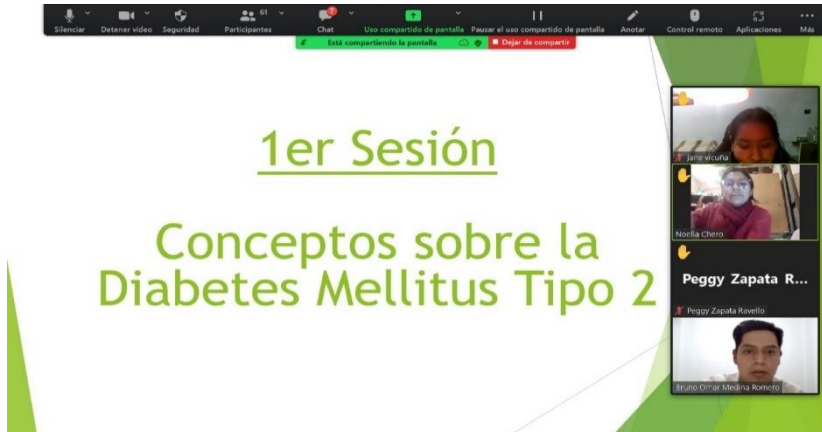 61 7
Silenciar Detener video Seguridad Participantes Chat Uso compartido de pantalla Pausar el uso compartido de pantalla Anotar Control remoto Aplicaciones Más
Está compartiendo la pantalla Dejar de compartir
1er Sesión
Conceptos sobre la
Diabetes Mellitus Tipo 2
jane vicuña
Noelia Chero
Peggy Zapata R...
Peggy Zapata Ravello
Bruno Omar Medina Romero